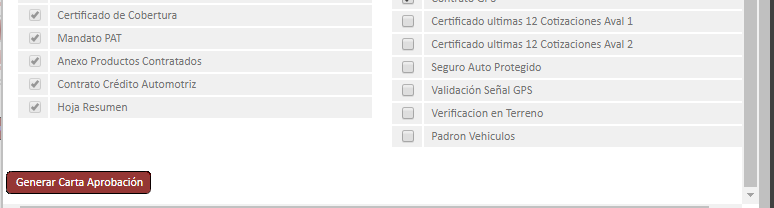 Contrato GPS
Certificado de Cobertura
Mandato PAT
Anexo Productos Contratados
Contrato Crédito Automotriz
Hoja Resumen
Certificado ultimas 12 Cotizaciones Aval 1
Certificado ultimas 12 Cotizaciones Aval 2
Seguro Auto Protegido
Validación Señal GPS
Verificacion en Terreno
Padron Vehiculos
Generar Carta Aprobación